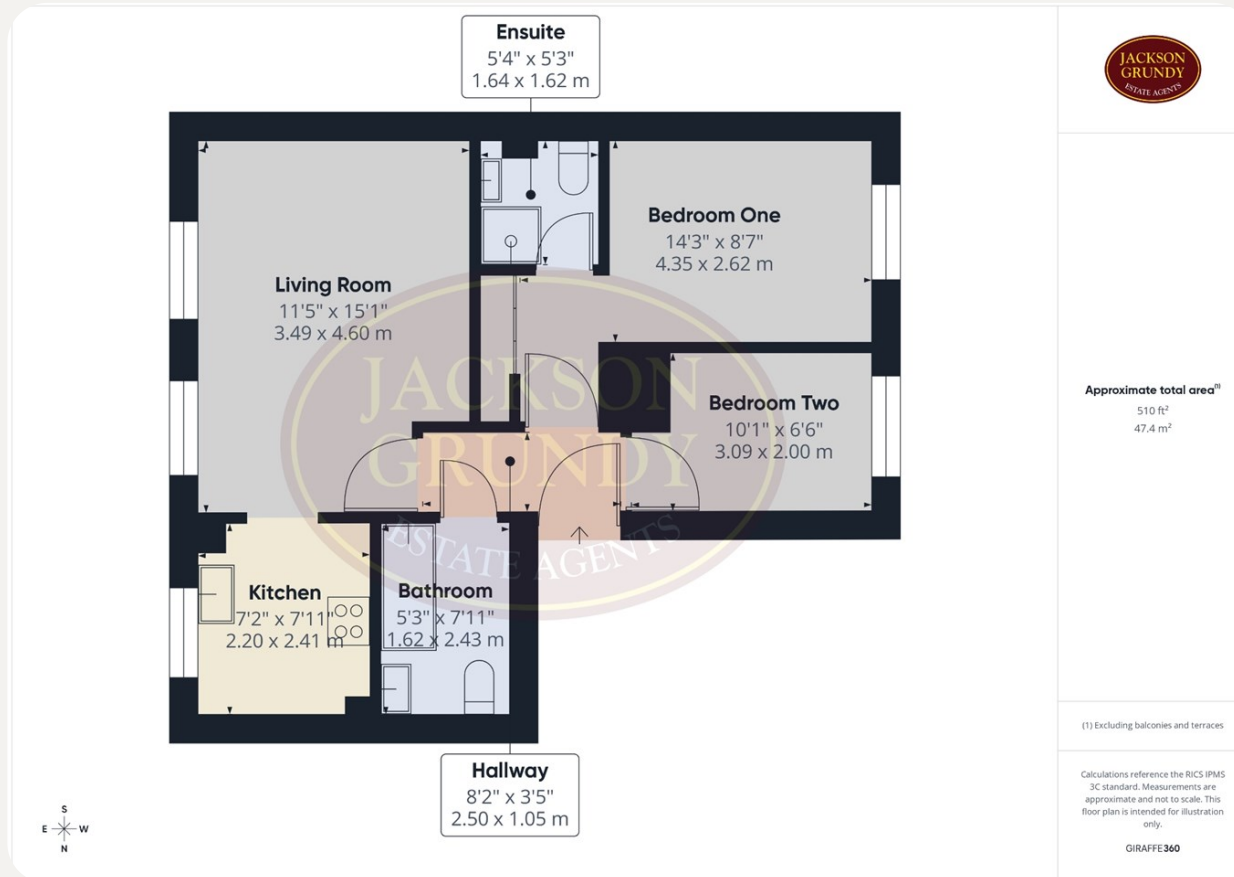 Ensuite
5'4" x 5'3"
1.64 x 1.62 m
JACKSON
GRUNDY
ESTATE AGENTS
Bedroom One
14'3" x 8'7"
4.35 x 2.62 m
Living Room
11'5" x 15'1"
3.49 x 4.60 m
JACKSON
GRUNDY
ESTATE AGENTS
Bedroom Two
10'1" x 6'6"
3.09 x 2.00 m
Approximate total area(1)
510 ft²
47.4 m²
Kitchen
7'2" x 7'11"
2.20 x 2.41 m
Bathroom
5'3" x 7'11"
1.62 x 2.43 m
Hallway
8'2" x 3'5"
2.50 x 1.05 m
(1) Excluding balconies and terraces
Calculations reference the RICS IPMS
3C standard. Measurements are
approximate and not to scale. This
floor plan is intended for illustration
only.
GIRAFFE360
S
E W
N